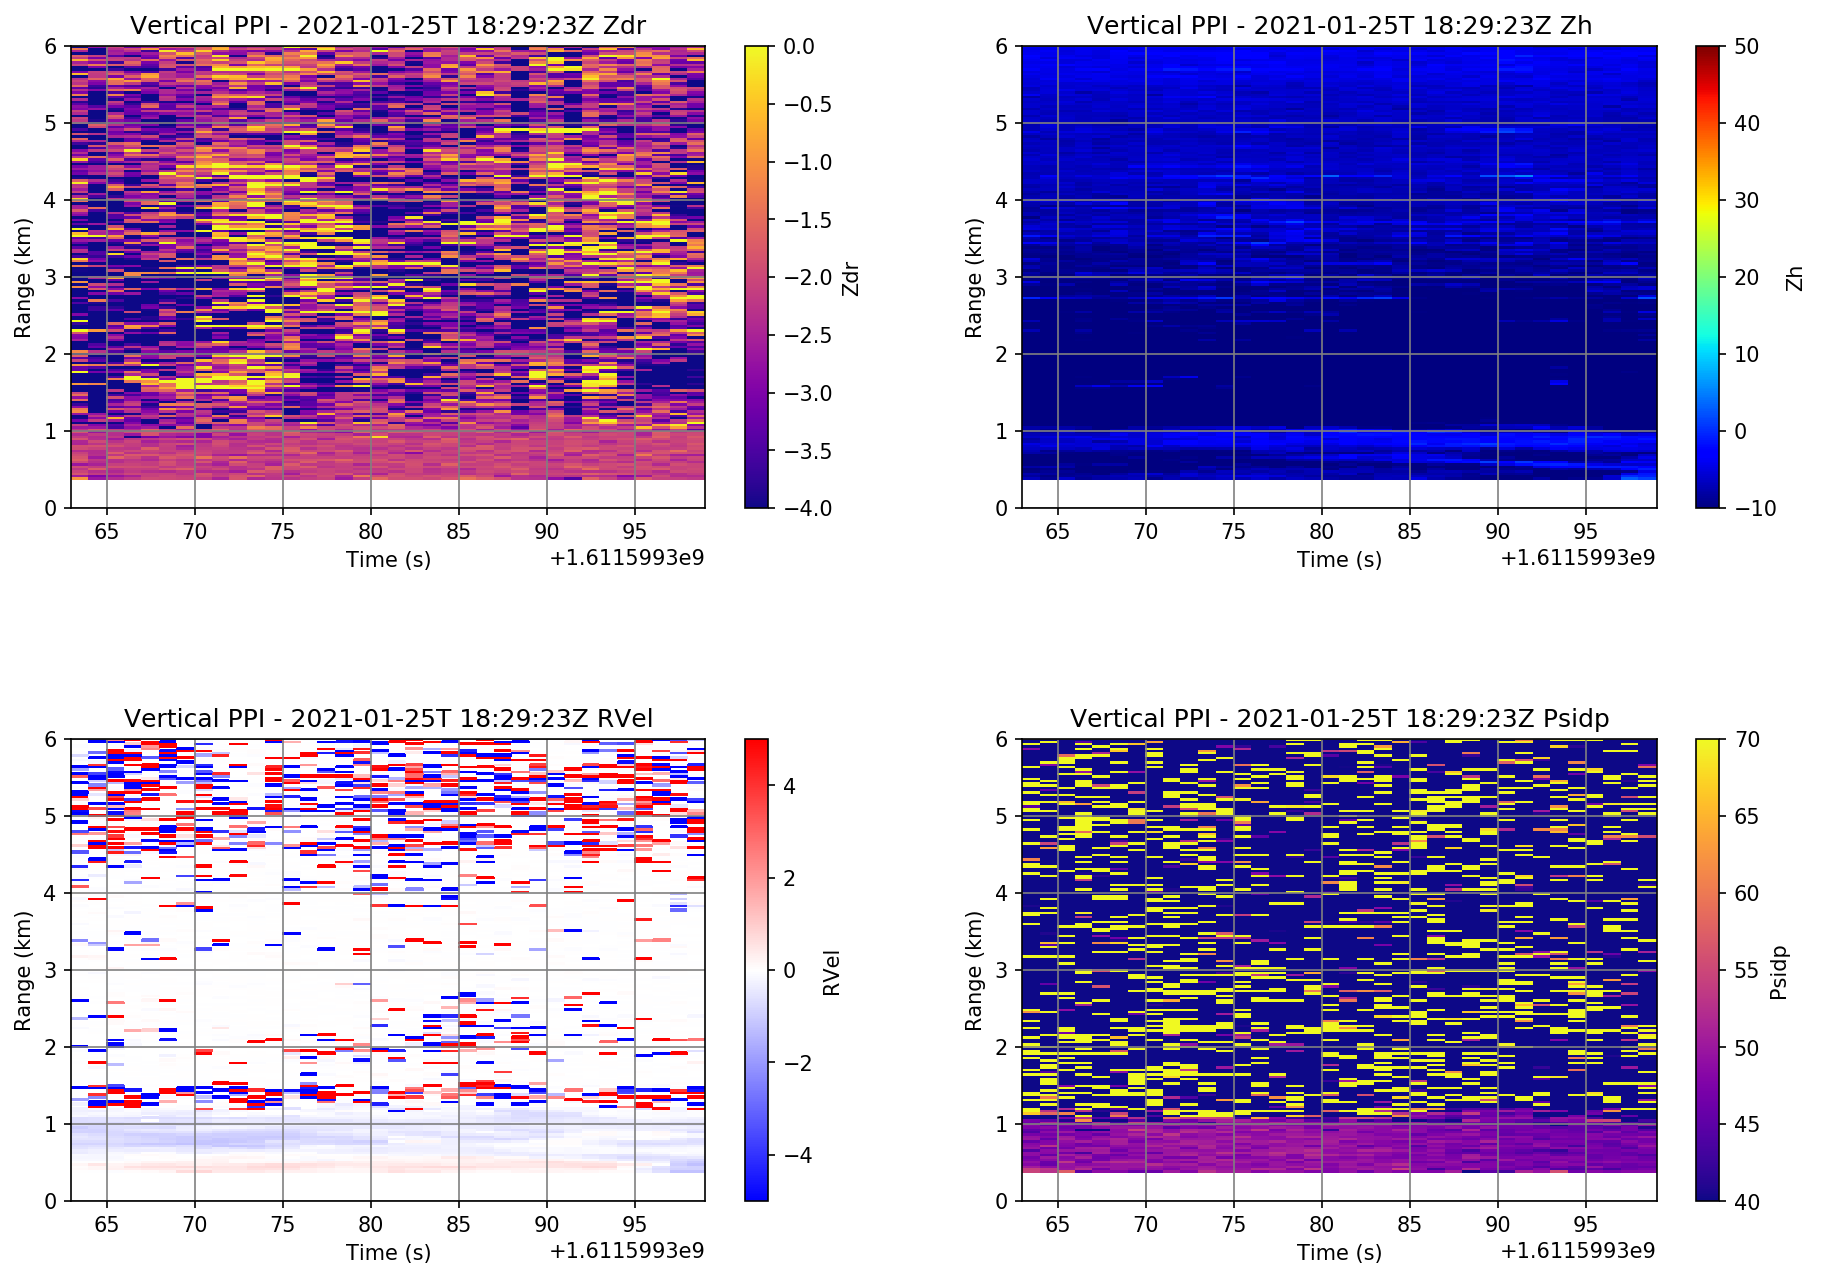 Vertical PPI - 2021-01-25T 18:29:23Z Zdr
6
5
4
3
2
1
0
Range (km)
65 70 75 80 85 90 95
Time (s)
+1.6115993e9
0.0
−0.5
−1.0
−1.5
−2.0
−2.5
−3.0
−3.5
−4.0
Zdr
Vertical PPI - 2021-01-25T 18:29:23Z Zh
6
5
4
3
2
1
0
Range (km)
65 70 75 80 85 90 95
Time (s)
+1.6115993e9
50
40
30
20
10
0
−10
Zh
Vertical PPI - 2021-01-25T 18:29:23Z RVel
6
5
4
3
2
1
0
Range (km)
65 70 75 80 85 90 95
Time (s)
+1.6115993e9
4
2
0
−2
−4
RVel
Vertical PPI - 2021-01-25T 18:29:23Z Psidp
6
5
4
3
2
1
0
Range (km)
65 70 75 80 85 90 95
Time (s)
+1.6115993e9
70
65
60
55
50
45
40
Psidp